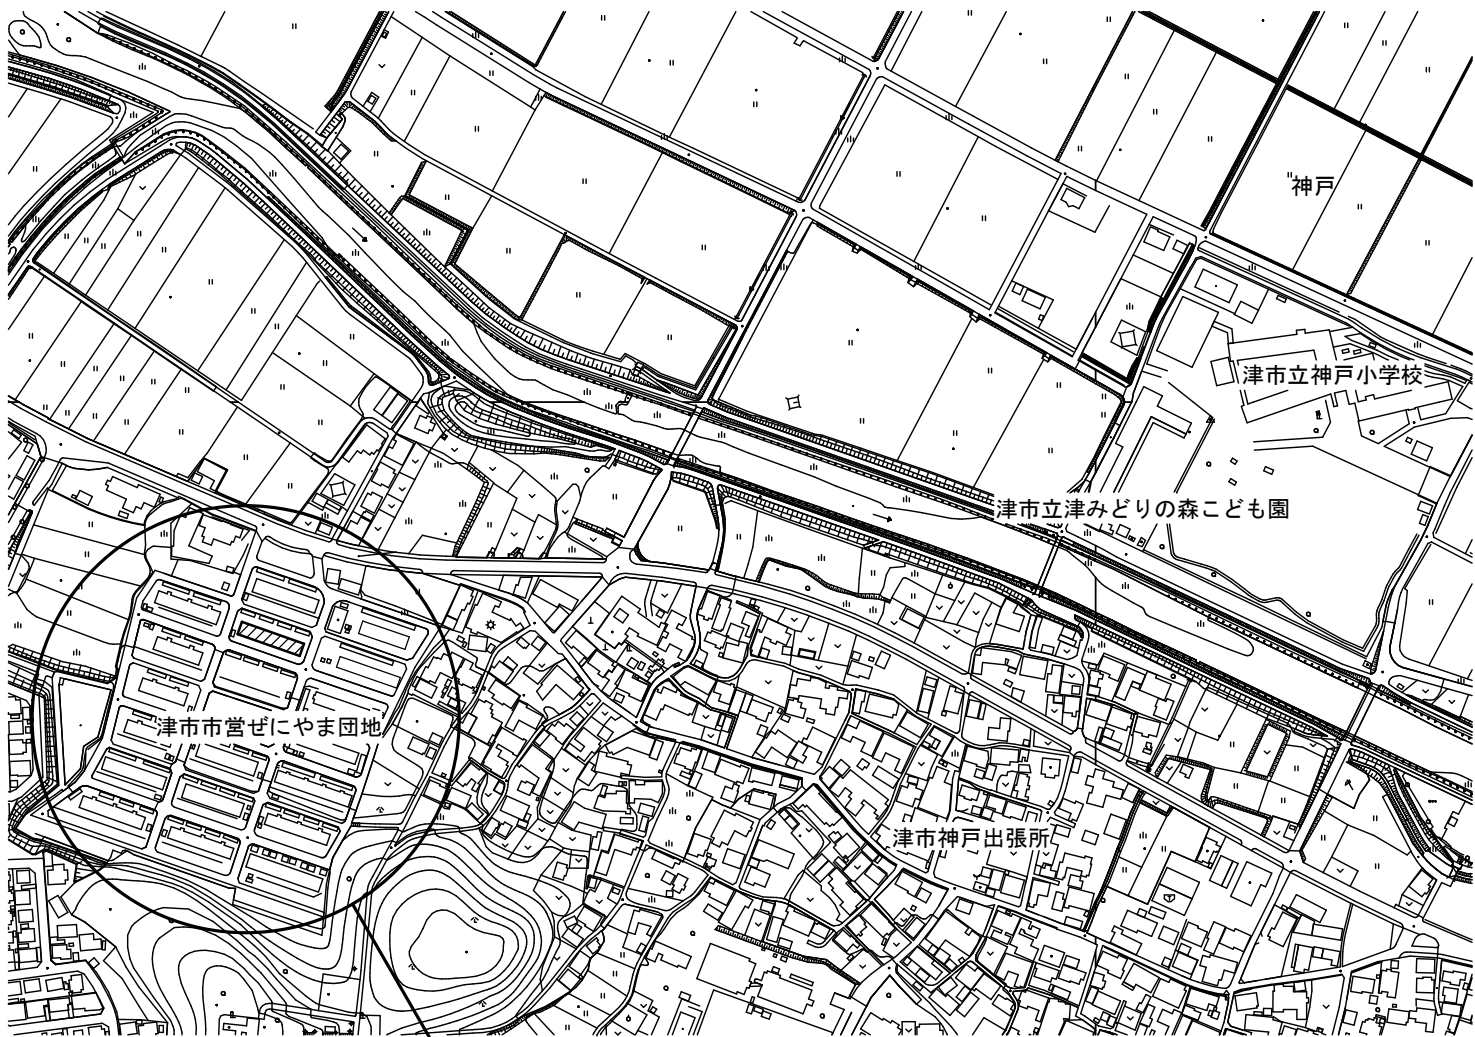 神戸
津市立神戸小学校
津市立津みどりの森こども園
津市市営ぜにやま団地
津市神戸出張所